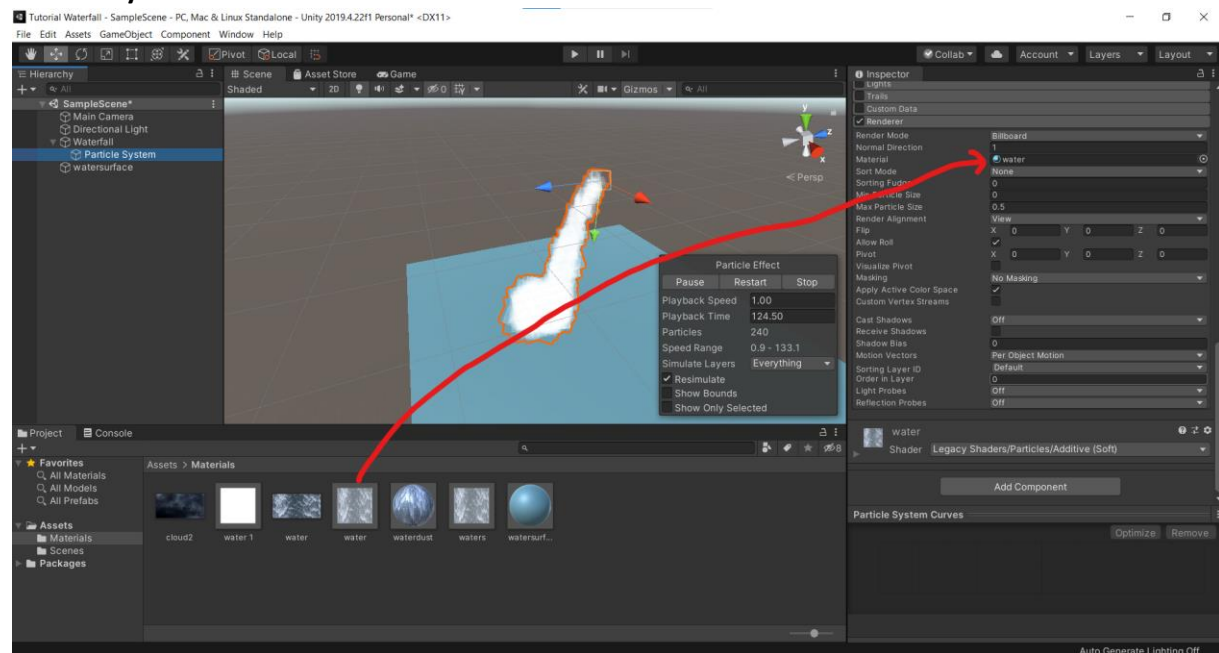 Tutorial Waterfall - SampleScene - PC, Mac & Linux Standalone - Unity 2019.4.22f1 Personal* <DX11>
File Edit Assets GameObject Component Window Help
Pivot Local Collab Account Layers Layout
Hierarchy
All
SampleScene*
Main Camera
Directional Light
Waterfall
Particle System
watersurface
Scene Asset Store Game
Shaded 2D 0 Gizmos All
y
z
x
Persp
Particle Effect
Pause Restart Stop
Playback Speed 1.00
Playback Time 124.50
Particles 240
Speed Range 0.9 - 133.1
Simulate Layers Everything
Resimulate
Show Bounds
Show Only Selected
Inspector
Lights
Trails
Custom Data
Renderer
Render Mode Billboard
Normal Direction 1
Material water
Sort Mode None
Sorting Fudge 0
Min Particle Size 0
Max Particle Size 0.5
Render Alignment View
Flip X 0 Y 0 Z 0
Allow Roll
Pivot X 0 Y 0 Z 0
Visualize Pivot
Masking No Masking
Apply Active Color Space
Custom Vertex Streams
Cast Shadows Off
Receive Shadows
Shadow Bias 0
Motion Vectors Per Object Motion
Sorting Layer ID Default
Order in Layer 0
Light Probes Off
Reflection Probes Off
water
Shader Legacy Shaders/Particles/Additive (Soft)
Add Component
Particle System Curves
Optimize Remove
Project Console
8
Favorites
All Materials
All Models
All Prefabs
Assets
Materials
Scenes
Packages
Assets > Materials
cloud2 water 1 water water waterdust waters watersurf...
Auto Generate Lighting Off